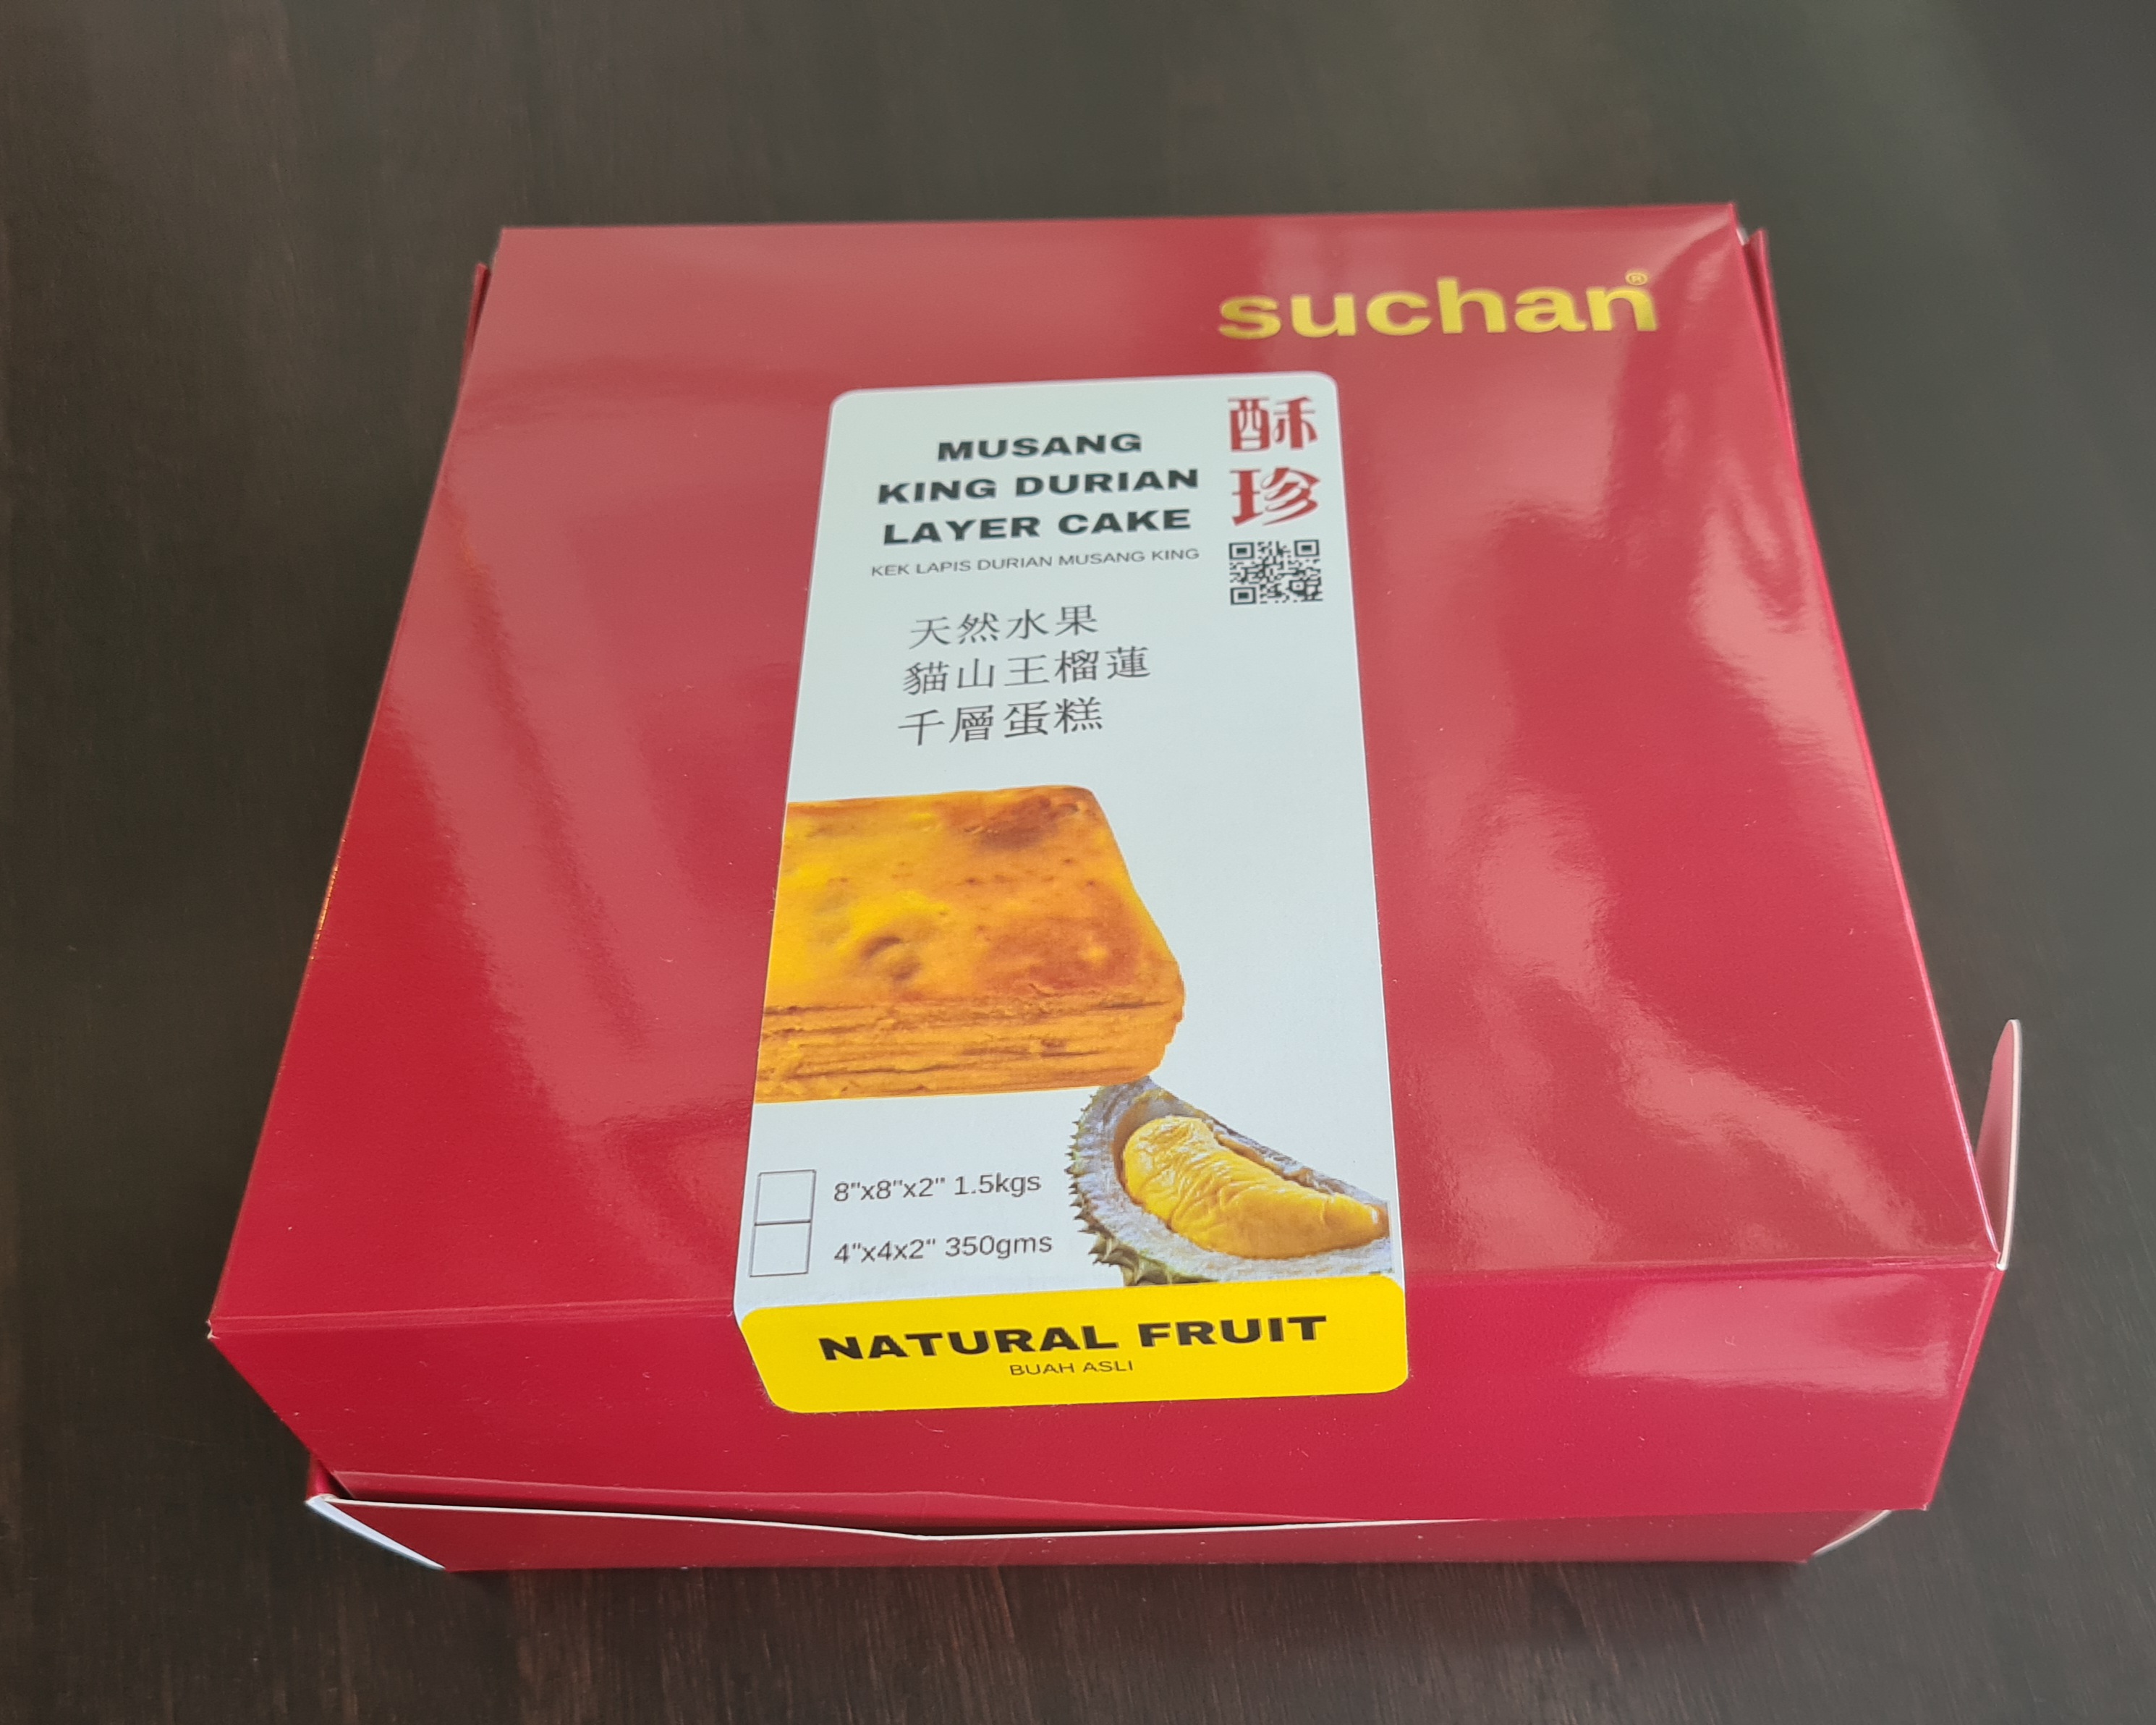 suchan®
酥
珍
MUSANG
KING DURIAN
LAYER CAKE
KEK LAPIS DURIAN MUSANG KING
天然水果
貓山王榴蓮
千層蛋糕
8"x8"x2" 1.5kgs
4"x4x2" 350gms
NATURAL FRUIT
BUAH ASLI